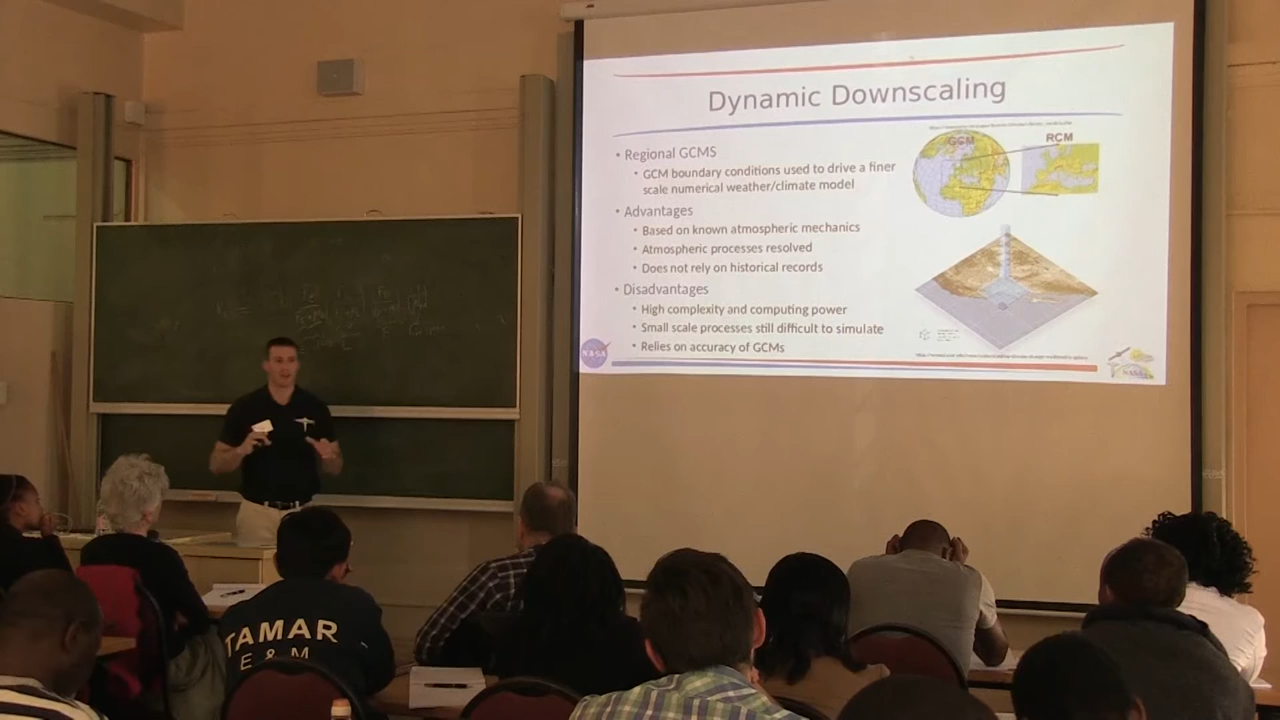 Dynamic Downscaling
• Regional GCMS
• GCM boundary conditions used to drive a finer
scale numerical weather/climate model
• Advantages
• Based on known atmospheric mechanics
• Atmospheric processes resolved
• Does not rely on historical records
• Disadvantages
• High complexity and computing power
• Small scale processes still difficult to simulate
• Relies on accuracy of GCMs
GCM
RCM
NASA
NASA
TAMAR
E & M